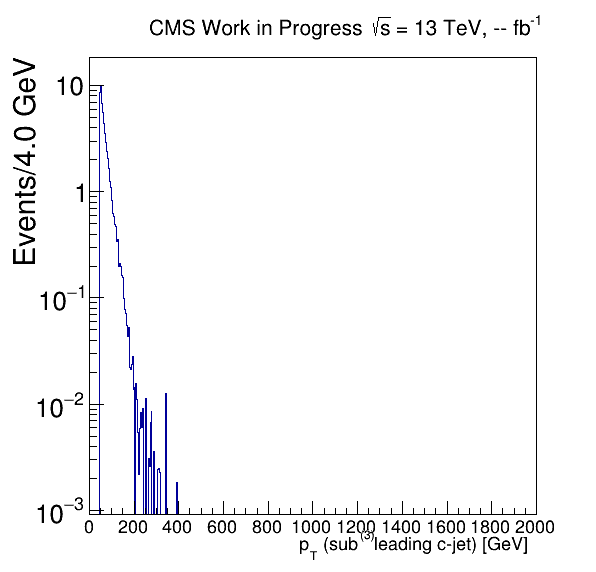 CMS Work in Progress √s = 13 TeV, -- fb⁻¹
Events/4.0 GeV
10
1
10⁻¹
10⁻²
10⁻³
0 200 400 600 800 1000 1200 1400 1600 1800 2000
p_T (sub⁽³⁾leading c-jet) [GeV]